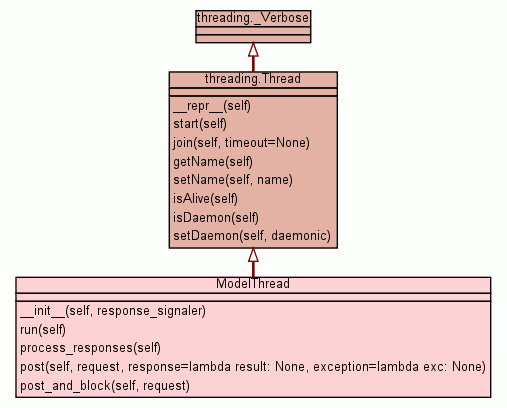 threading._Verbose
threading.Thread
__repr__(self)
start(self)
join(self, timeout=None)
getName(self)
setName(self, name)
isAlive(self)
isDaemon(self)
setDaemon(self, daemonic)
ModelThread
__init__(self, response_signaler)
run(self)
process_responses(self)
post(self, request, response=lambda result: None, exception=lambda exc: None)
post_and_block(self, request)